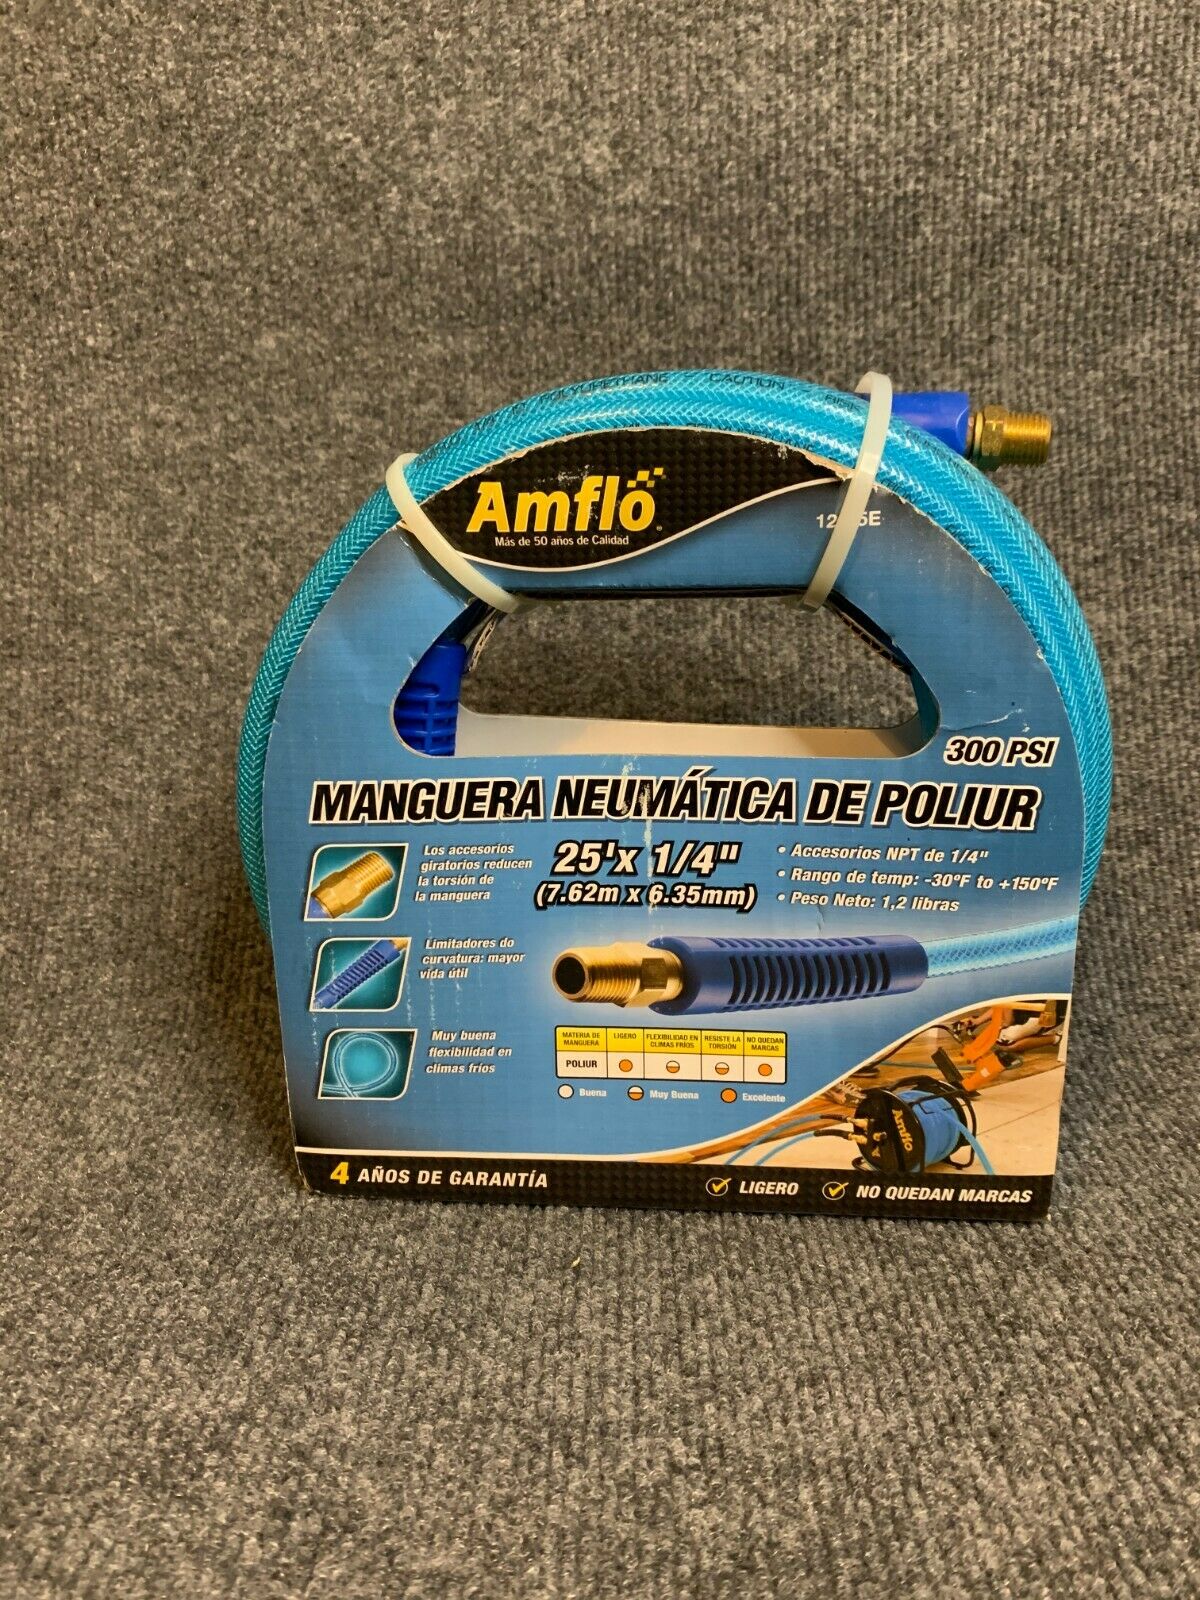 POLYURETHANE CAUTION
Amflo
Más de 50 años de Calidad
300 PSI
MANGUERA NEUMÁTICA DE POLIUR
Los accesorios
giratorios reducen
la torsión de
la manguera
25'x 1/4"
(7.62m x 6.35mm)
• Accesorios NPT de 1/4"
• Rango de temp: -30ºF to +150ºF
• Peso Neto: 1,2 libras
Limitadores do
curvatura: mayor
vida útil
Muy buena
flexibilidad en
climas fríos
MATERIA DE
MANGUERA
LIGERO
FLEXIBILIDAD EN
CLIMAS FRÍOS
RESISTE LA
TORSIÓN
NO QUEDAN
MARCAS
POLIUR
Buena
Muy Buena
Excelente
Amflo
4 AÑOS DE GARANTÍA
LIGERO
NO QUEDAN MARCAS